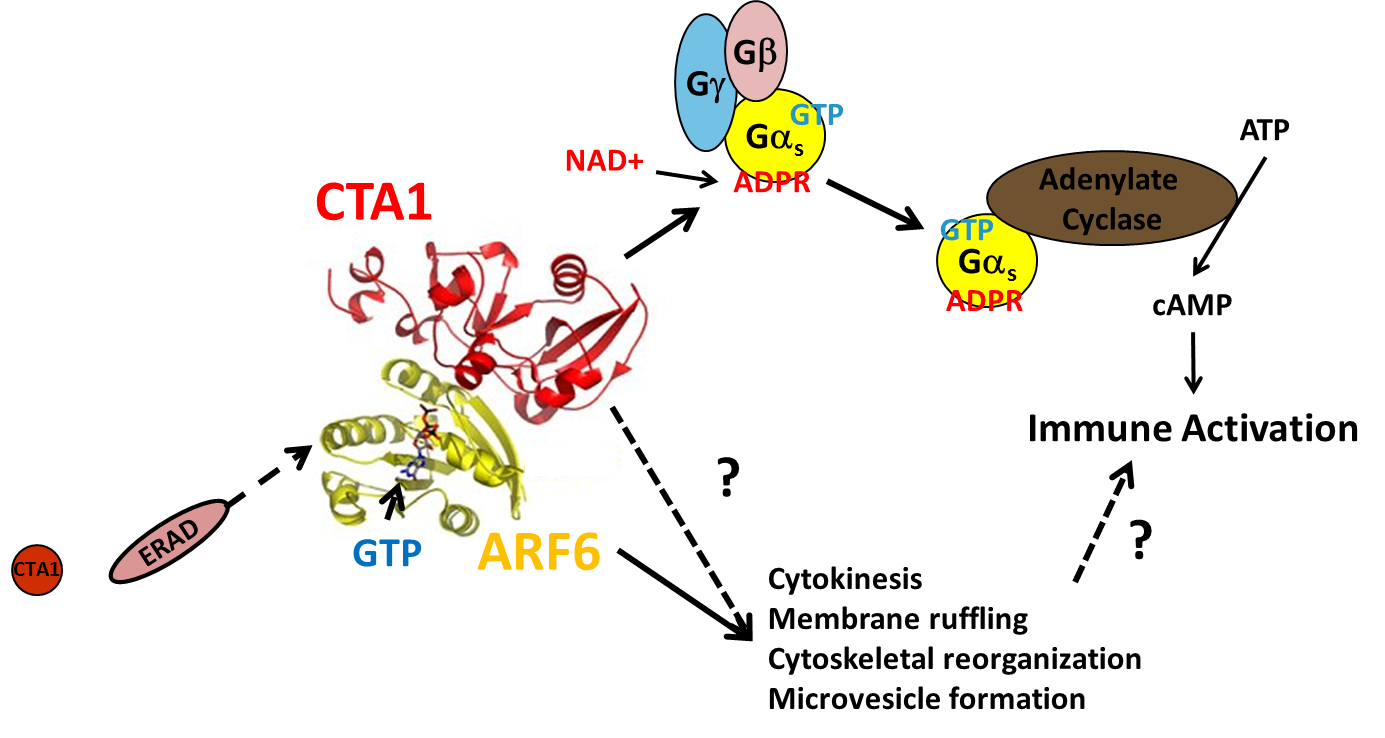 Gβ
Gγ
GTP
Gαs
ADPR
NAD+
ATP
Adenylate
Cyclase
CTA1
GTP
Gαs
ADPR
cAMP
Immune Activation
?
?
ERAD
CTA1
GTP
ARF6
Cytokinesis
Membrane ruffling
Cytoskeletal reorganization
Microvesicle formation